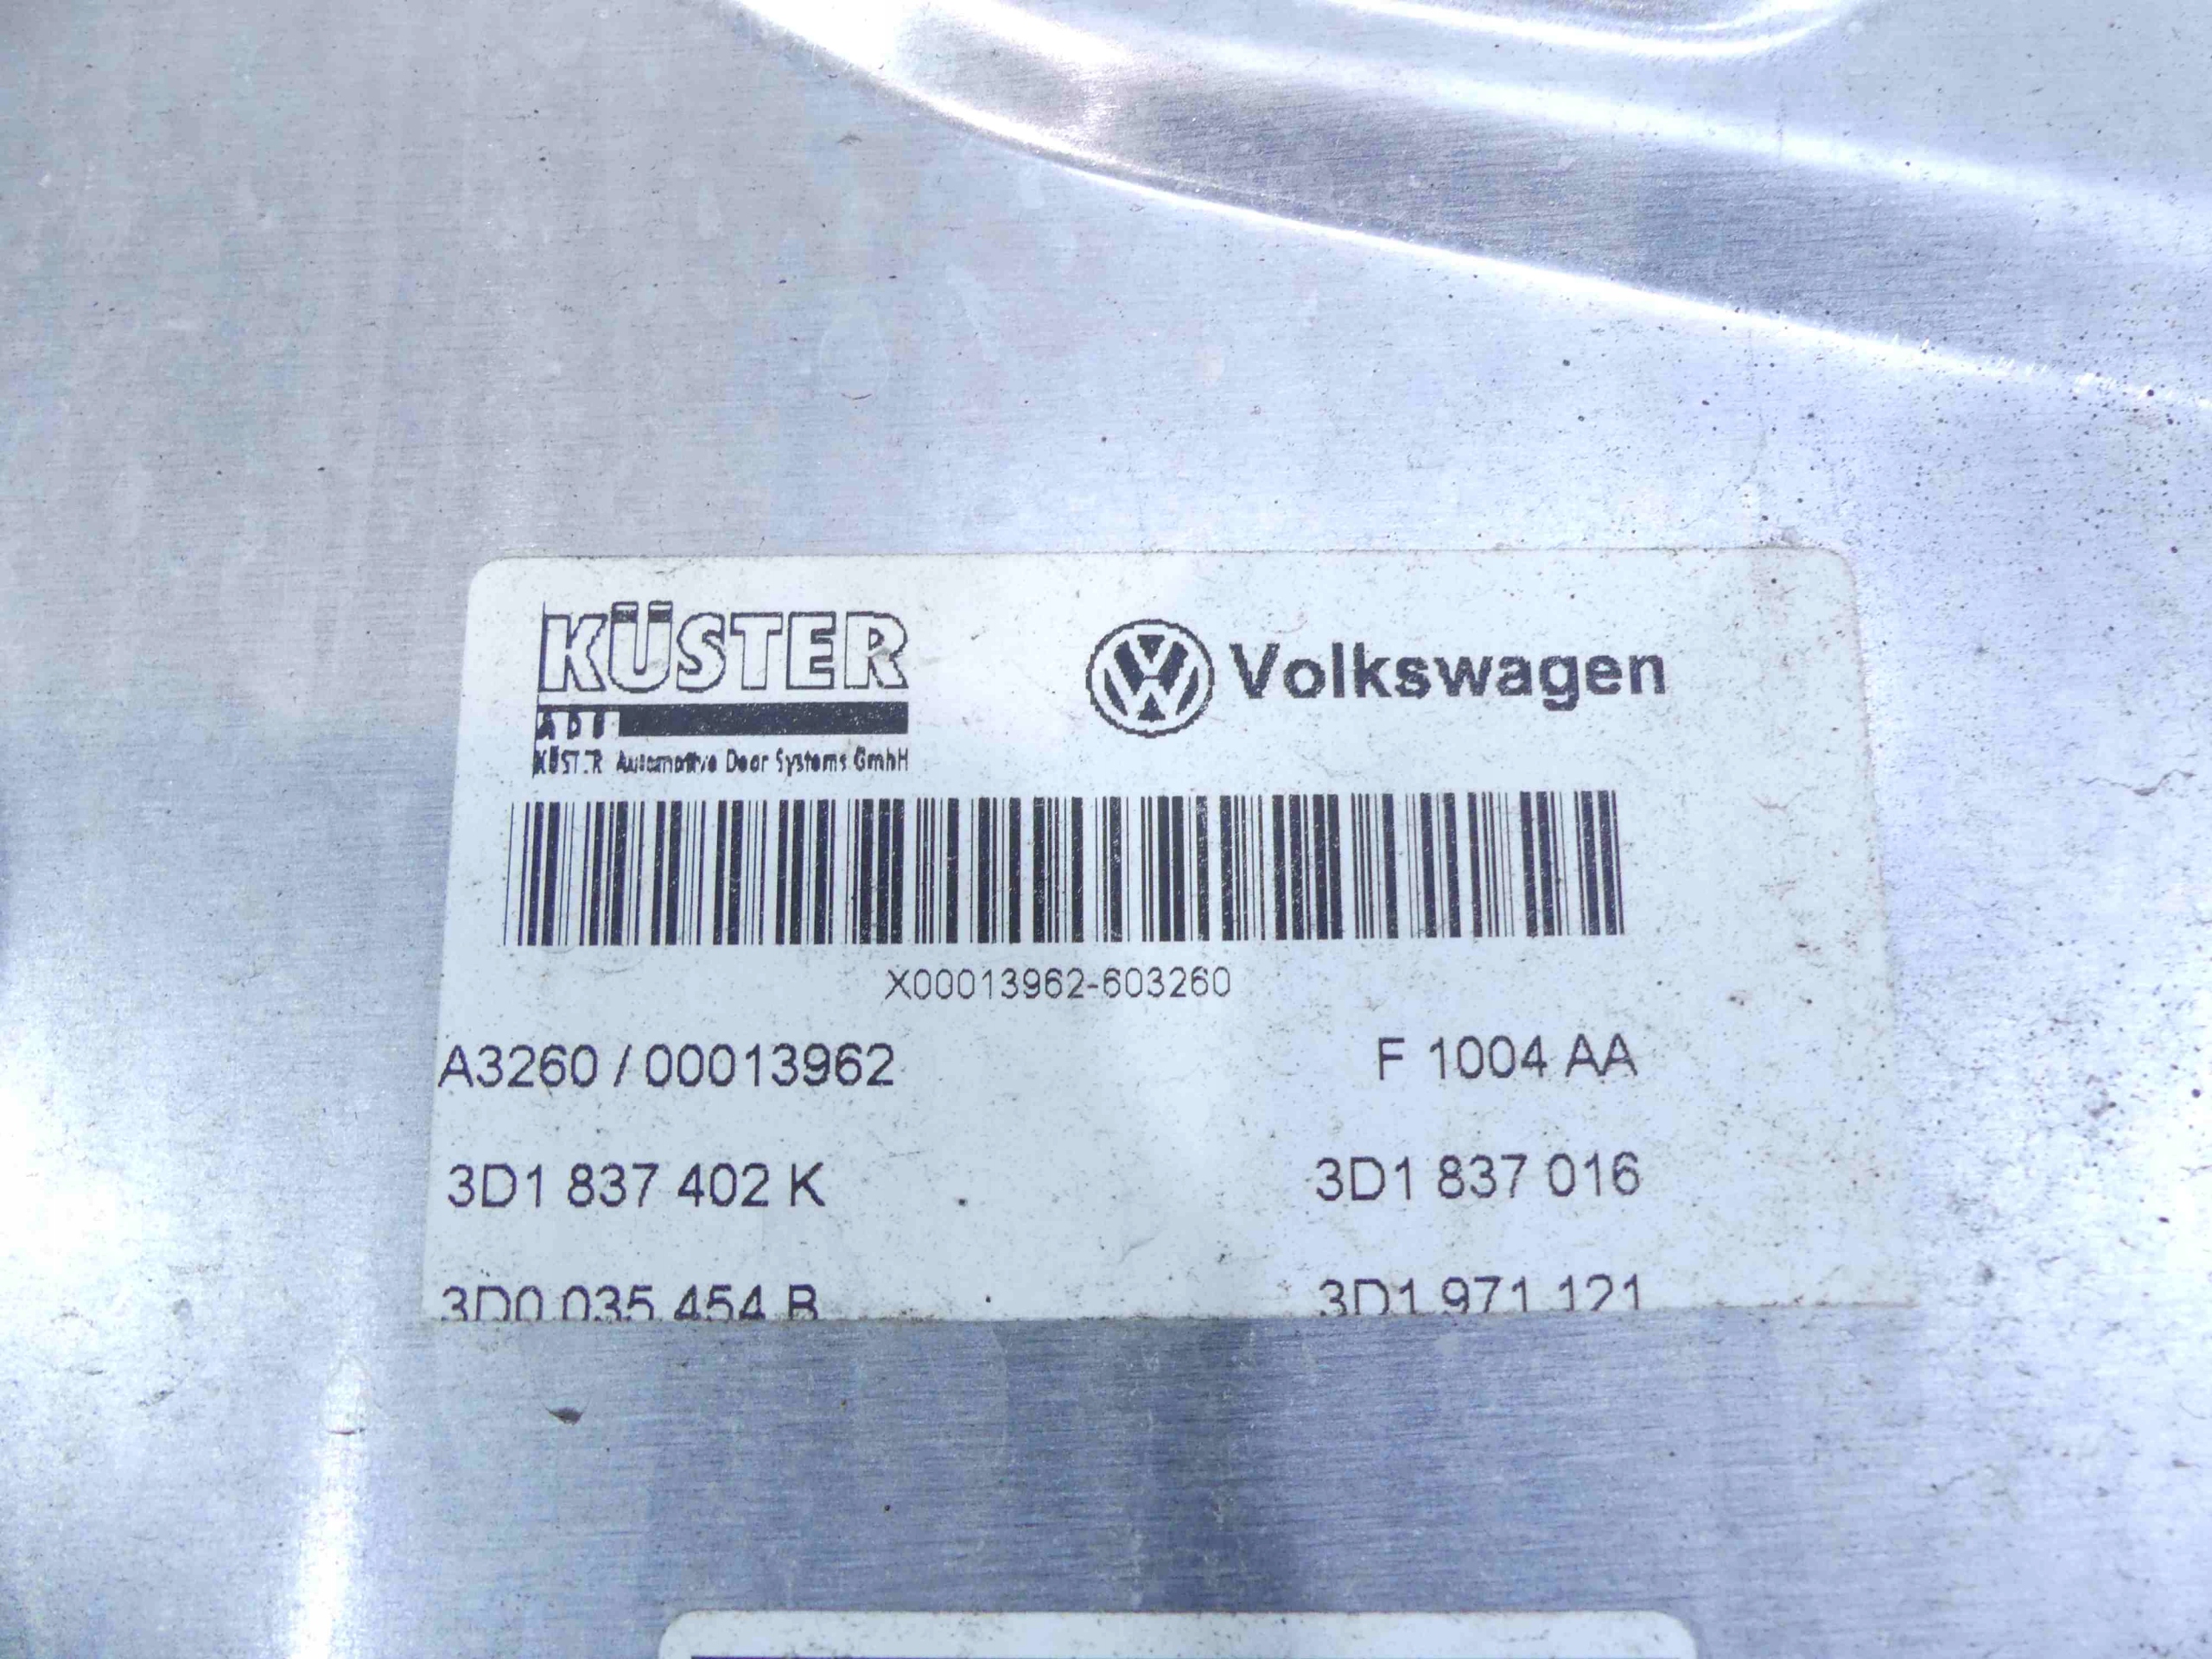 KÜSTER
Volkswagen
KÜSTER Automotive Door Systems GmbH
X00013962-603260
A3260 / 00013962
F 1004 AA
3D1 837 402 K
3D1 837 016
3D0 035 454 B
3D1 971 121